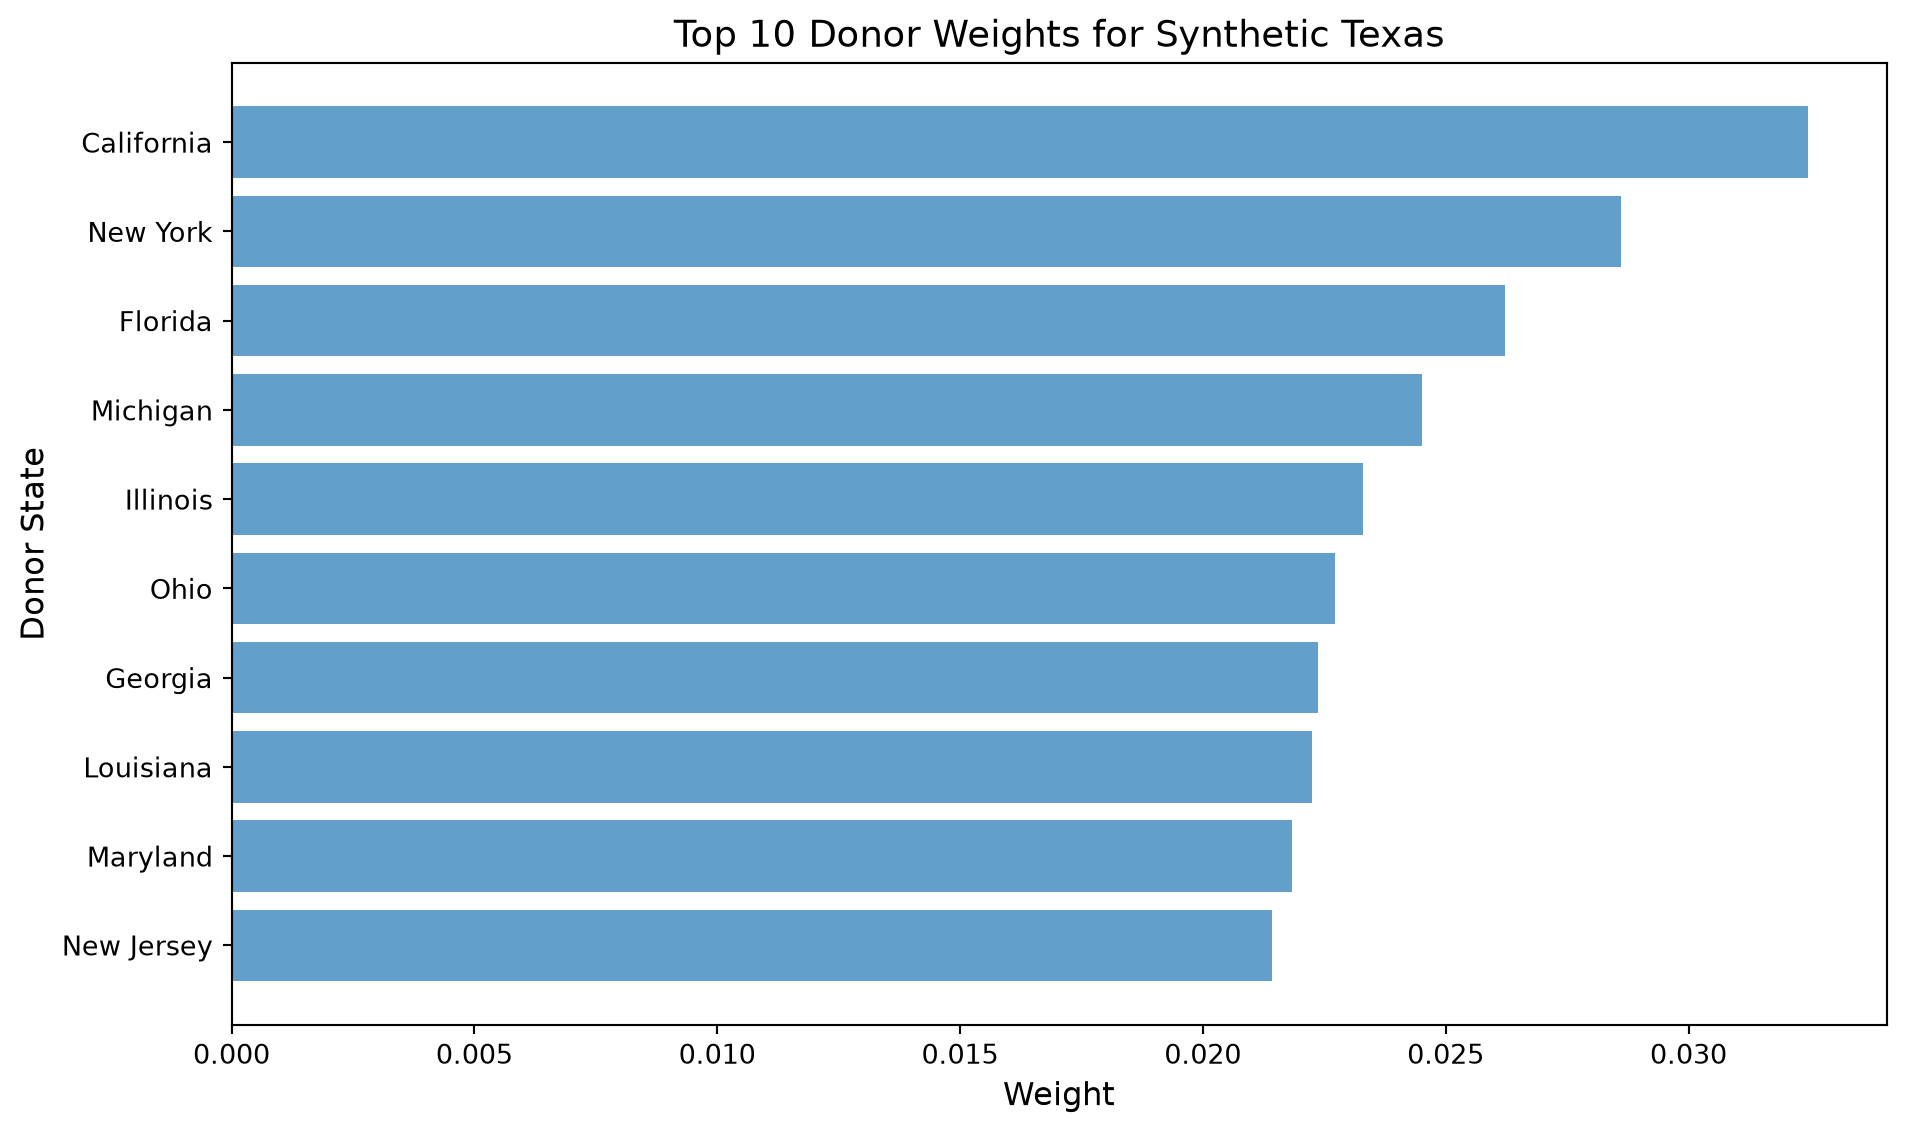 Top 10 Donor Weights for Synthetic Texas
Donor State
California
New York
Florida
Michigan
Illinois
Ohio
Georgia
Louisiana
Maryland
New Jersey
0.000 0.005 0.010 0.015 0.020 0.025 0.030
Weight